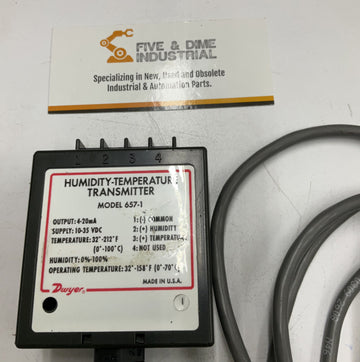 FIVE & DIME
INDUSTRIAL
Specializing in New, Used and Obsolete
Industrial & Automation Parts.
1 2 3 4
HUMIDITY-TEMPERATURE
TRANSMITTER
MODEL 657-1
OUTPUT: 4-20mA 1: (-) COMMON
SUPPLY: 10-35 VDC 2: (+) HUMIDITY
TEMPERATURE: 32°-212°F 3: (+) TEMPERATURE
(0°-100°C) 4: NOT USED
HUMIDITY: 0%-100%
OPERATING TEMPERATURE: 32°-158°F (0°-70°C)
MADE IN U.S.A.
Dwyer